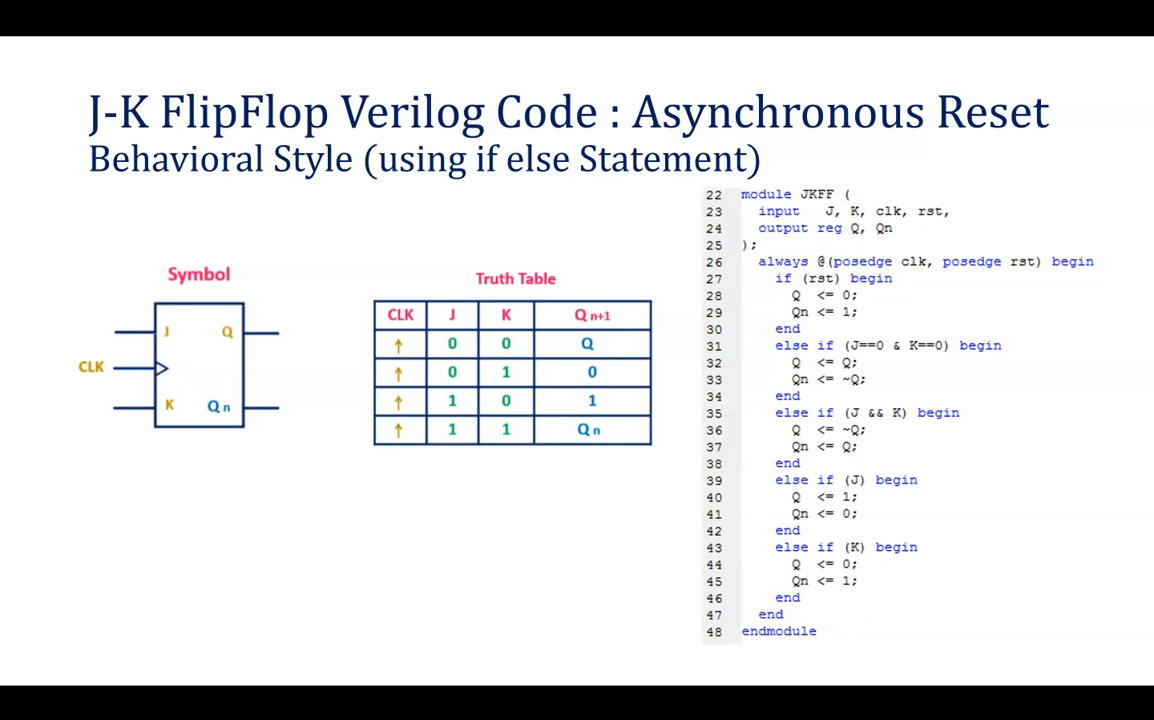 J-K FlipFlop Verilog Code : Asynchronous Reset
Behavioral Style (using if else Statement)
Symbol
J Q
CLK
K Qn
Truth Table
CLK J K Q n+1
↑ 0 0 Q
↑ 0 1 0
↑ 1 0 1
↑ 1 1 Qn
22 module JKFF (
23 input J, K, clk, rst,
24 output reg Q, Qn
25 );
26 always @(posedge clk, posedge rst) begin
27 if (rst) begin
28 Q <= 0;
29 Qn <= 1;
30 end
31 else if (J==0 & K==0) begin
32 Q <= Q;
33 Qn <= ~Q;
34 end
35 else if (J && K) begin
36 Q <= ~Q;
37 Qn <= Q;
38 end
39 else if (J) begin
40 Q <= 1;
41 Qn <= 0;
42 end
43 else if (K) begin
44 Q <= 0;
45 Qn <= 1;
46 end
47 end
48 endmodule